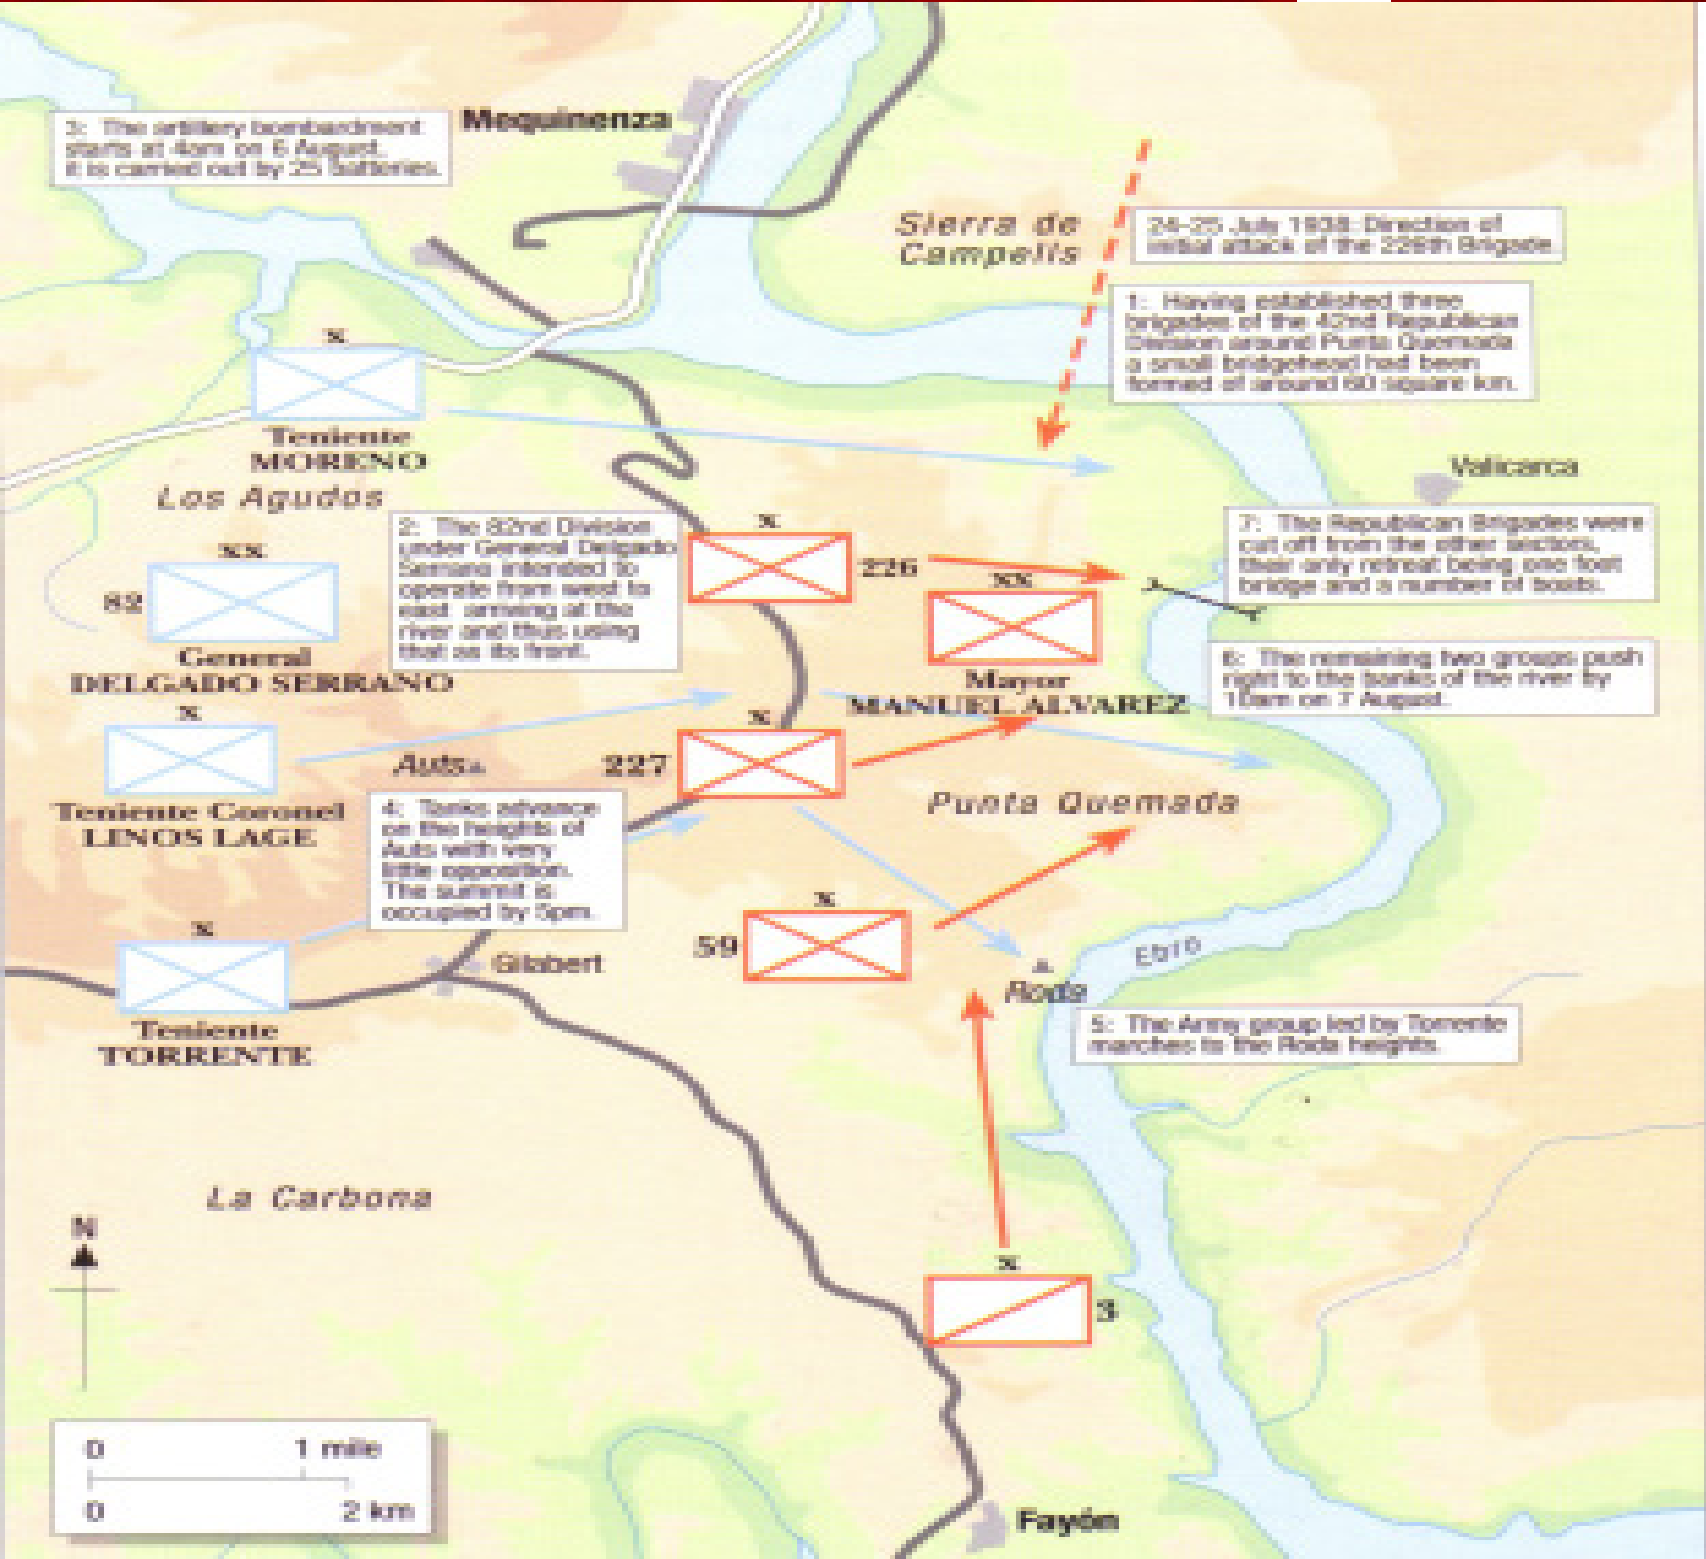 Mequinenza
3: The artillery bombardment
starts at 4am on 6 August.
it is carried out by 25 batteries.
Sierra de
Campells
24-25 July 1938: Direction of
initial attack of the 226th Brigade.
1: Having established three
brigades of the 42nd Republican
Division around Punta Quemada
a small bridgehead had been
formed of around 60 square km.
x
Teniente
MORENO
Los Agudos
Valicarca
2: The 82nd Division
under General Delgado
Serrano intended to
operate from west to
east arriving at the
river and thus using
that as its front.
x
226
7: The Republican Brigades were
cut off from the other sectors,
their only retreat being one foot
bridge and a number of boats.
xx
82
General
DELGADO SERRANO
xx
Mayor
MANUEL ALVAREZ
6: The remaining two groups push
right to the banks of the river by
10am on 7 August.
x
Teniente Coronel
LINOS LAGE
Auts
x
227
Punta Quemada
4: Tanks advance
on the heights of
Auts with very
little opposition.
The summit is
occupied by 5pm.
x
59
Ebro
x
Teniente
TORRENTE
Gilabert
Roda
5: The Army group led by Torrente
marches to the Roda heights.
La Carbona
N
x
3
0 1 mile
0 2 km
Fayón